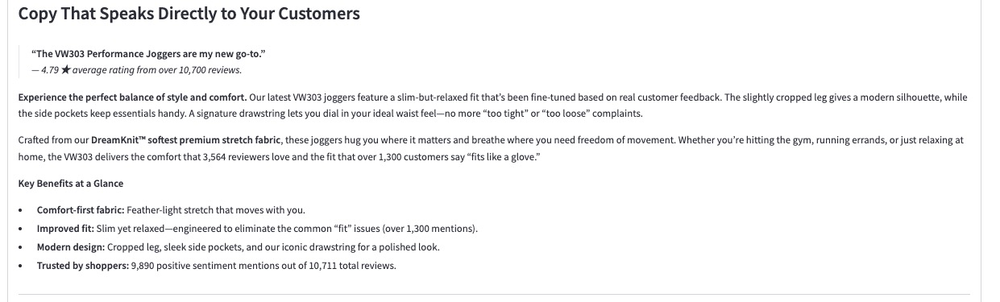 Copy That Speaks Directly to Your Customers
“The VW303 Performance Joggers are my new go-to.”
— 4.79 ★ average rating from over 10,700 reviews.
Experience the perfect balance of style and comfort. Our latest VW303 joggers feature a slim-but-relaxed fit that’s been fine-tuned based on real customer feedback. The slightly cropped leg gives a modern silhouette, while
the side pockets keep essentials handy. A signature drawstring lets you dial in your ideal waist feel—no more “too tight” or “too loose” complaints.
Crafted from our DreamKnit™ softest premium stretch fabric, these joggers hug you where it matters and breathe where you need freedom of movement. Whether you’re hitting the gym, running errands, or just relaxing at
home, the VW303 delivers the comfort that 3,564 reviewers love and the fit that over 1,300 customers say “fits like a glove.”
Key Benefits at a Glance
• Comfort-first fabric: Feather-light stretch that moves with you.
• Improved fit: Slim yet relaxed—engineered to eliminate the common “fit” issues (over 1,300 mentions).
• Modern design: Cropped leg, sleek side pockets, and our iconic drawstring for a polished look.
• Trusted by shoppers: 9,890 positive sentiment mentions out of 10,711 total reviews.